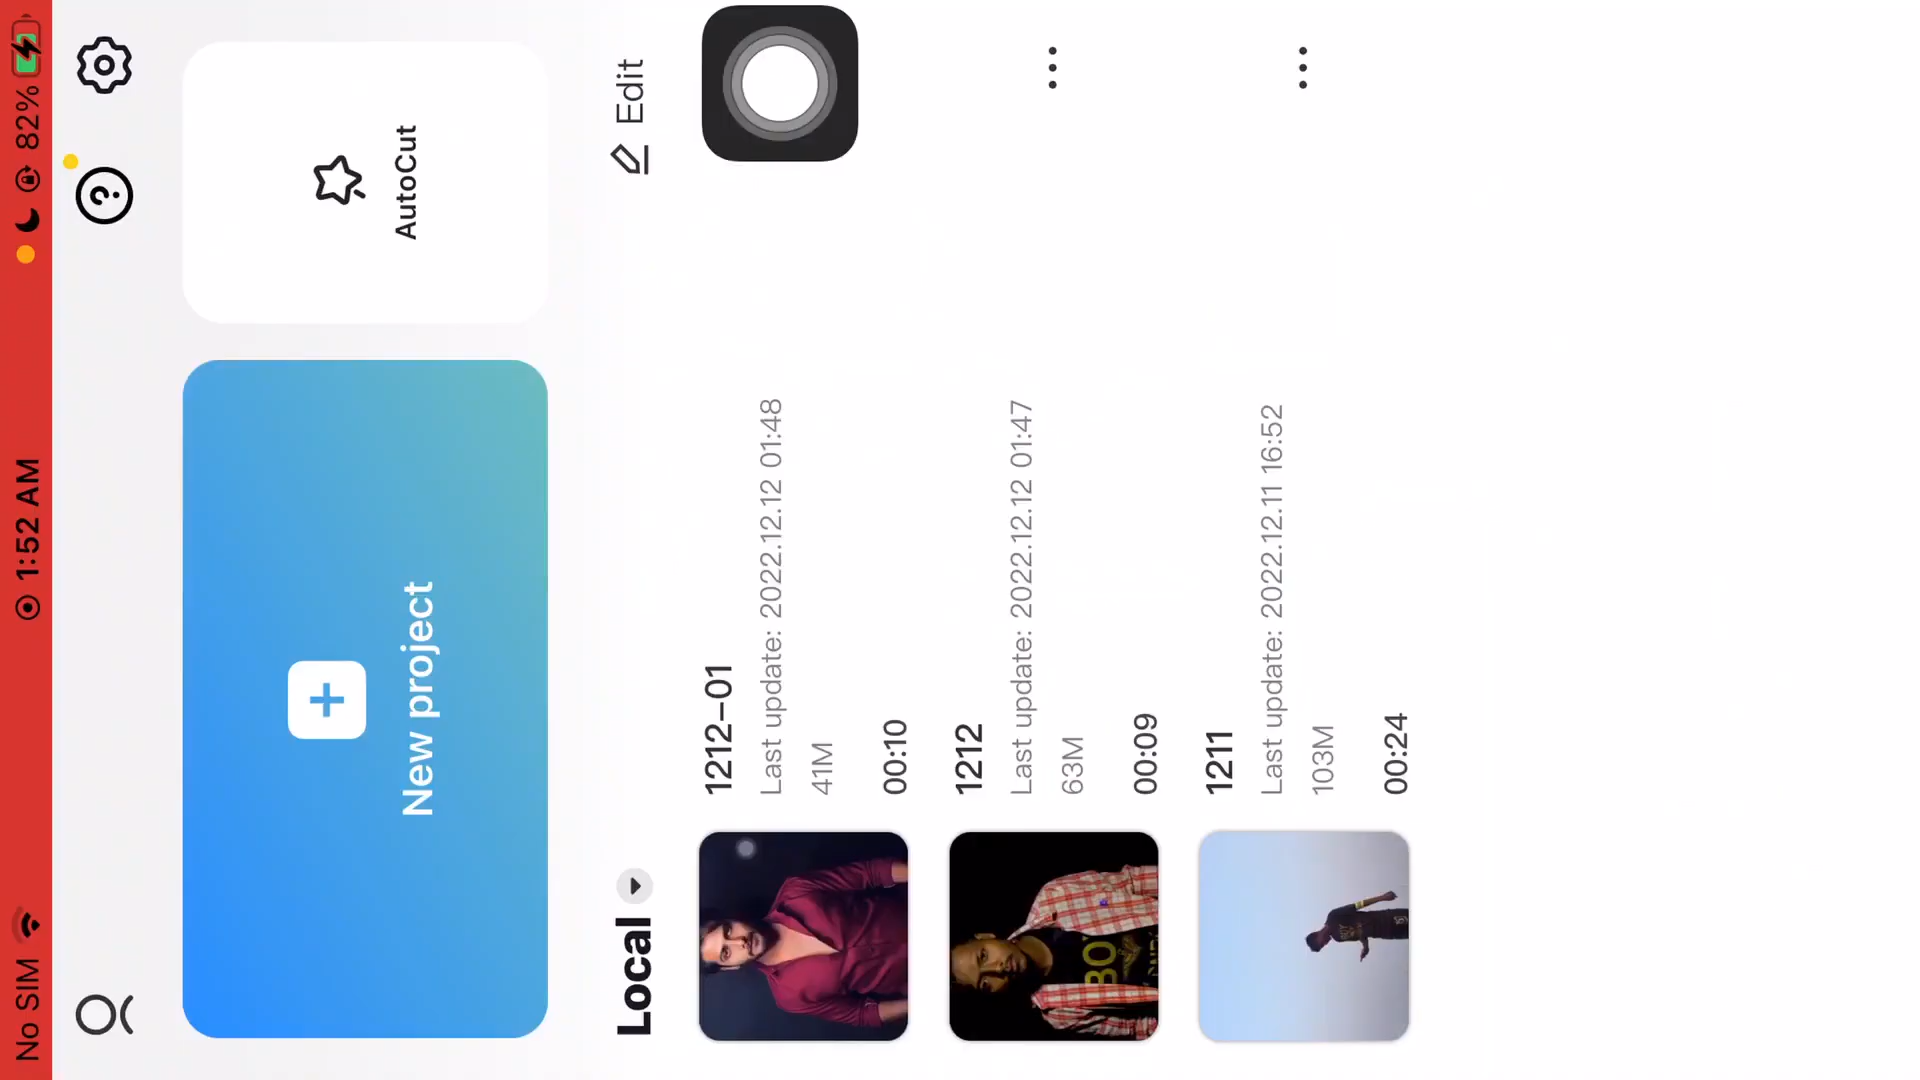 No SIM 1:52 AM 82%
New project
AutoCut
Local
Edit
1212-01
Last update: 2022.12.12 01:48
41M
00:10
1212
Last update: 2022.12.12 01:47
63M
00:09
BO
1211
Last update: 2022.12.11 16:52
103M
00:24